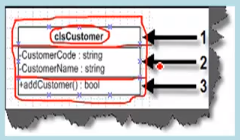 clsCustomer
1
-CustomerCode : string
-CustomerName : string
2
+addCustomer() : bool
3